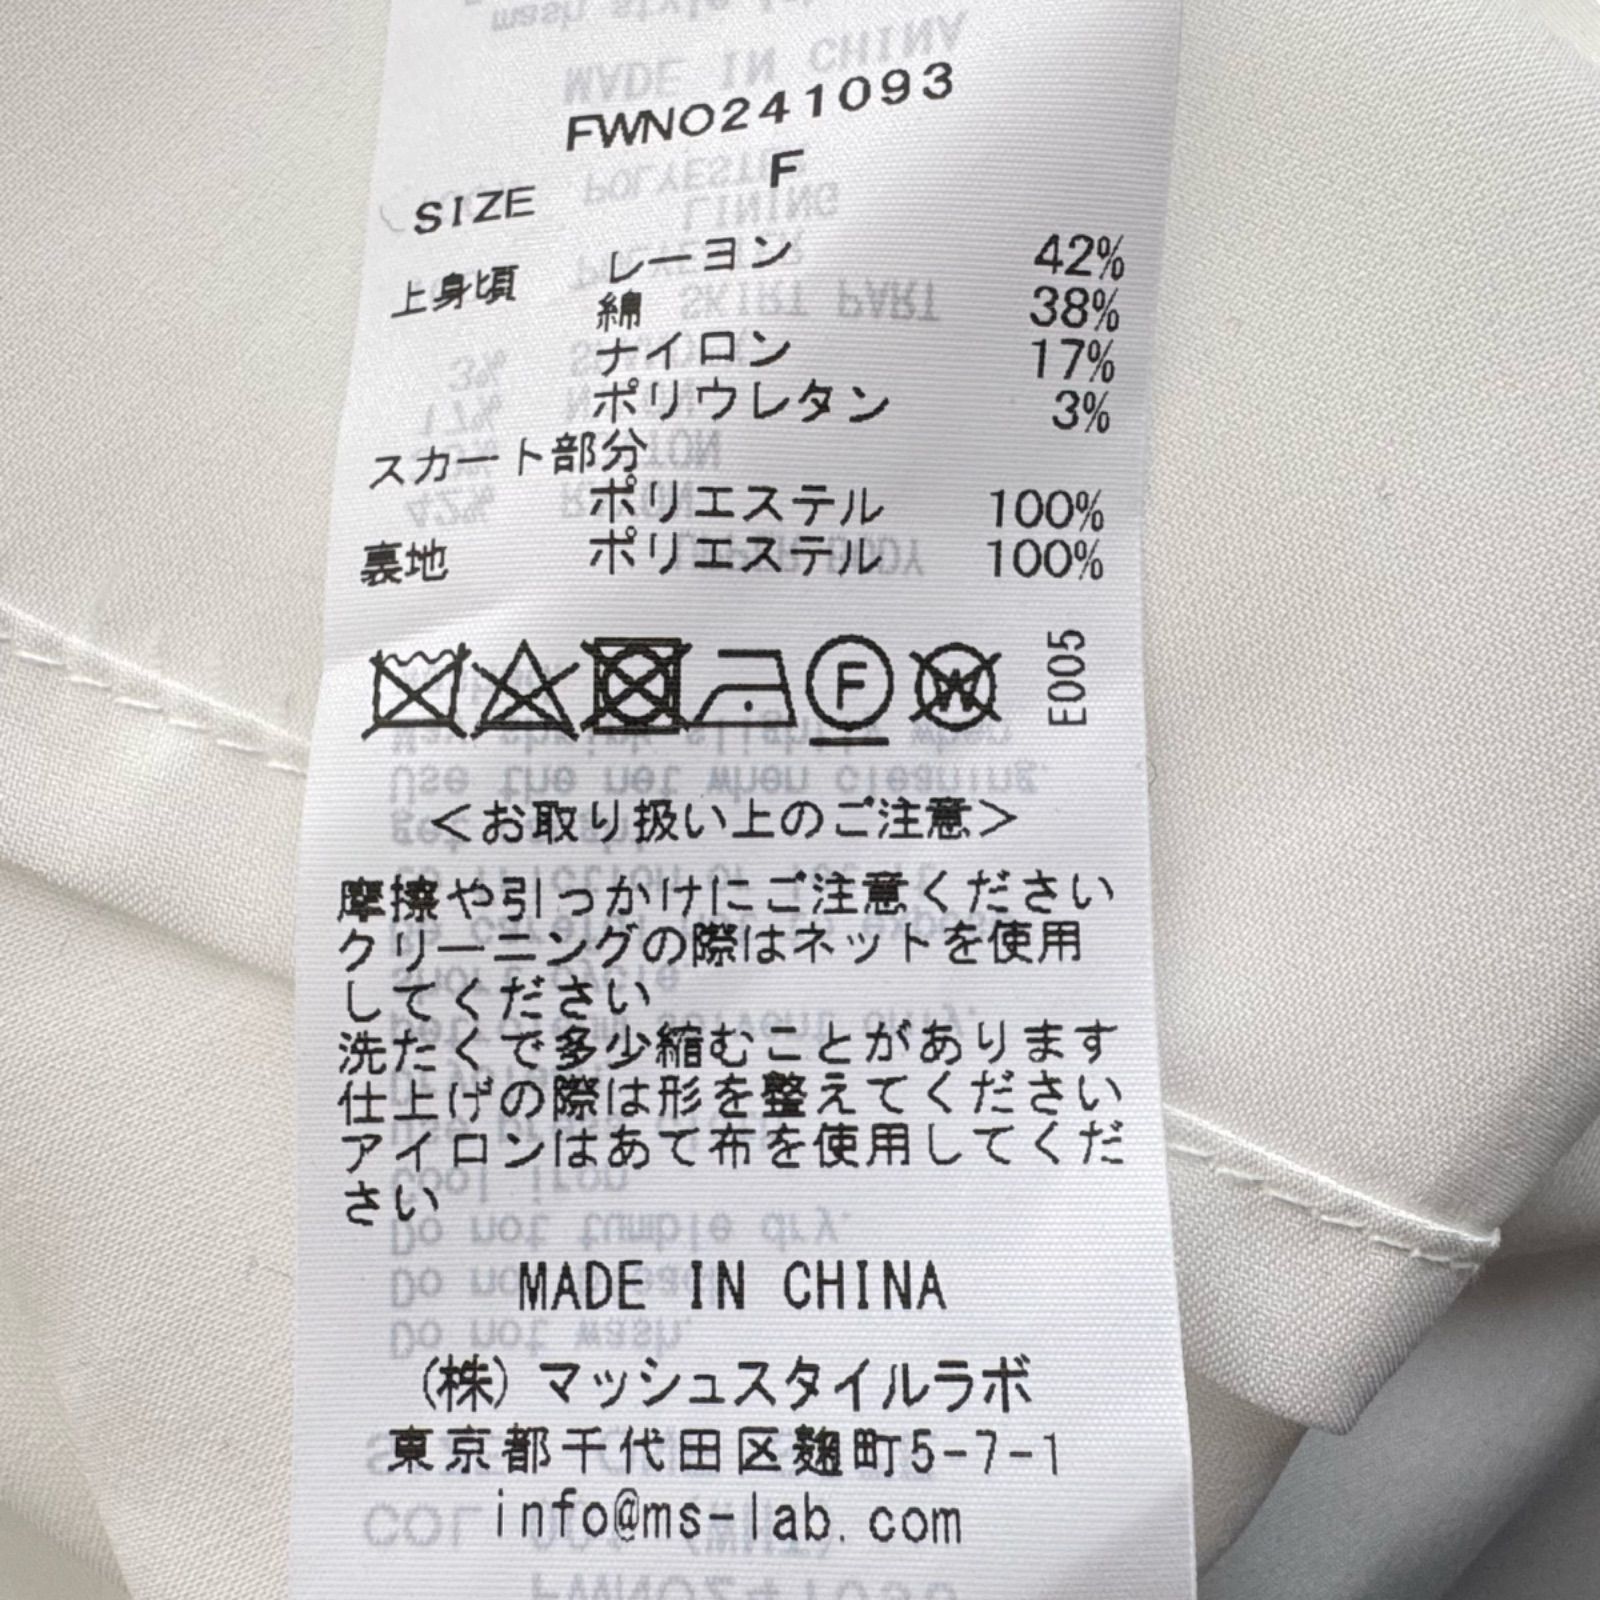 FWNO241093
SIZE F
上身頃 レーヨン 42%
綿 38%
ナイロン 17%
ポリウレタン 3%
スカート部分
ポリエステル 100%
裏地 ポリエステル 100%
F W E005
<お取り扱い上のご注意>
摩擦や引っかけにご注意ください
クリーニングの際はネットを使用
してください
洗たくで多少縮むことがあります
仕上げの際は形を整えてください
アイロンはあて布を使用してくだ
さい
MADE IN CHINA
(株)マッシュスタイルラボ
東京都千代田区麹町5-7-1
info@ms-lab.com